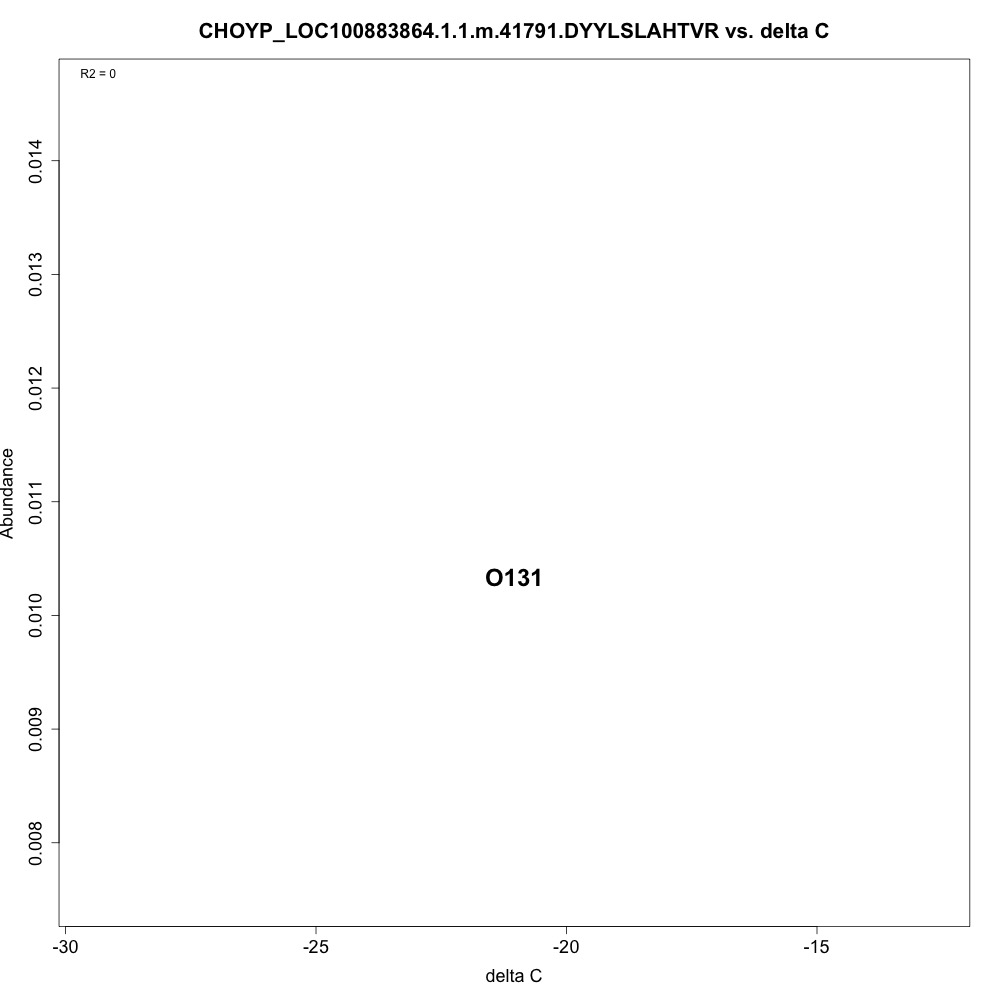 CHOYP_LOC100883864.1.1.m.41791.DYYLSLAHTVR vs. delta C
R2 = 0
0.014
0.013
0.012
0.011
0.010
0.009
0.008
Abundance
O131
-30
-25
-20
-15
delta C